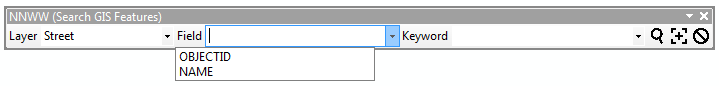 NNWW (Search GIS Features)
Layer Street Field Keyword
OBJECTID
NAME